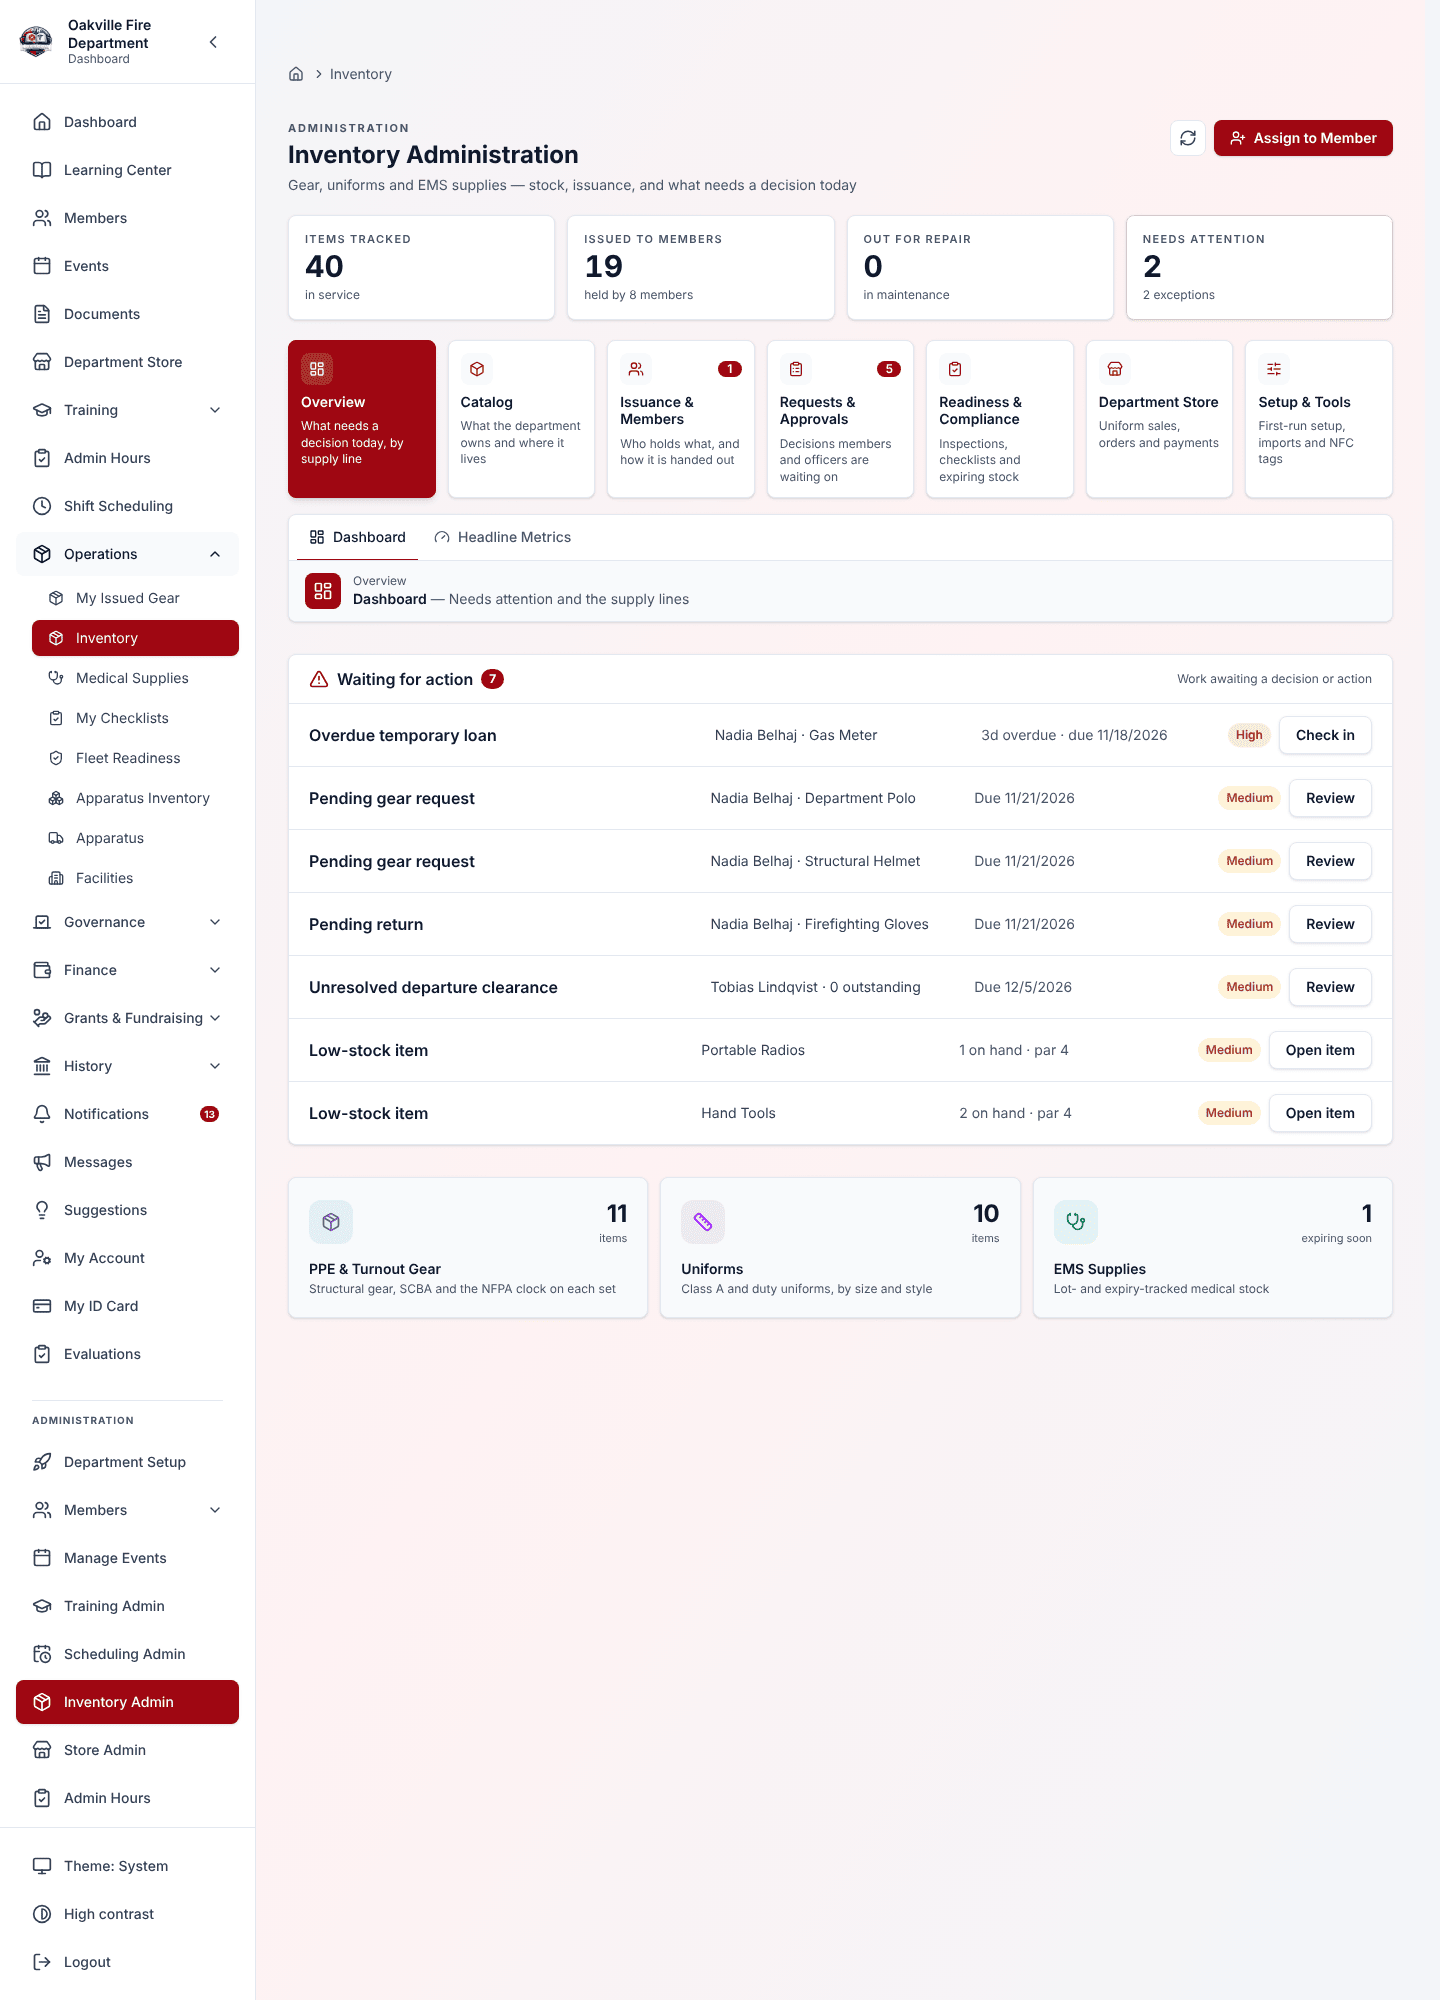 Oakville Fire
Department
Dashboard
Dashboard
Learning Center
Members
Events
Documents
Department Store
Training
Admin Hours
Shift Scheduling
Operations
My Issued Gear
Inventory
Medical Supplies
My Checklists
Fleet Readiness
Apparatus Inventory
Apparatus
Facilities
Governance
Finance
Grants & Fundraising
History
Notifications 13
Messages
Suggestions
My Account
My ID Card
Evaluations
ADMINISTRATION
Department Setup
Members
Manage Events
Training Admin
Scheduling Admin
Inventory Admin
Store Admin
Admin Hours
Theme: System
High contrast
Logout
Inventory
ADMINISTRATION
Inventory Administration
Gear, uniforms and EMS supplies — stock, issuance, and what needs a decision today
Assign to Member
ITEMS TRACKED
40
in service
ISSUED TO MEMBERS
19
held by 8 members
OUT FOR REPAIR
0
in maintenance
NEEDS ATTENTION
2
2 exceptions
Overview
What needs a
decision today, by
supply line
Catalog
What the department
owns and where it
lives
1
Issuance &
Members
Who holds what, and
how it is handed out
5
Requests &
Approvals
Decisions members
and officers are
waiting on
Readiness &
Compliance
Inspections,
checklists and
expiring stock
Department Store
Uniform sales,
orders and payments
Setup & Tools
First-run setup,
imports and NFC
tags
Dashboard
Headline Metrics
Overview
Dashboard — Needs attention and the supply lines
Waiting for action 7
Work awaiting a decision or action
Overdue temporary loan Nadia Belhaj · Gas Meter 3d overdue · due 11/18/2026 High Check in
Pending gear request Nadia Belhaj · Department Polo Due 11/21/2026 Medium Review
Pending gear request Nadia Belhaj · Structural Helmet Due 11/21/2026 Medium Review
Pending return Nadia Belhaj · Firefighting Gloves Due 11/21/2026 Medium Review
Unresolved departure clearance Tobias Lindqvist · 0 outstanding Due 12/5/2026 Medium Review
Low-stock item Portable Radios 1 on hand · par 4 Medium Open item
Low-stock item Hand Tools 2 on hand · par 4 Medium Open item
11
items
PPE & Turnout Gear
Structural gear, SCBA and the NFPA clock on each set
10
items
Uniforms
Class A and duty uniforms, by size and style
1
expiring soon
EMS Supplies
Lot- and expiry-tracked medical stock